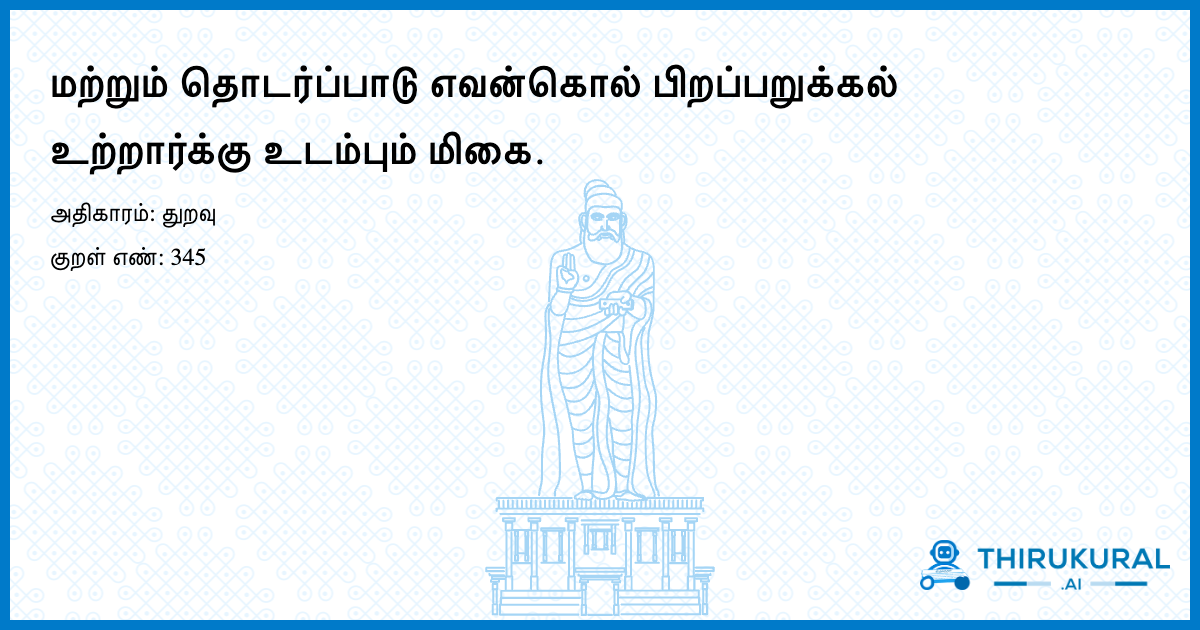 மற்றும் தொடர்ப்பாடு எவன்கொல் பிறப்பறுக்கல்
உற்றார்க்கு உடம்பும் மிகை.
அதிகாரம்: துறவு
குறள் எண்: 345
THIRUKURAL
.AI